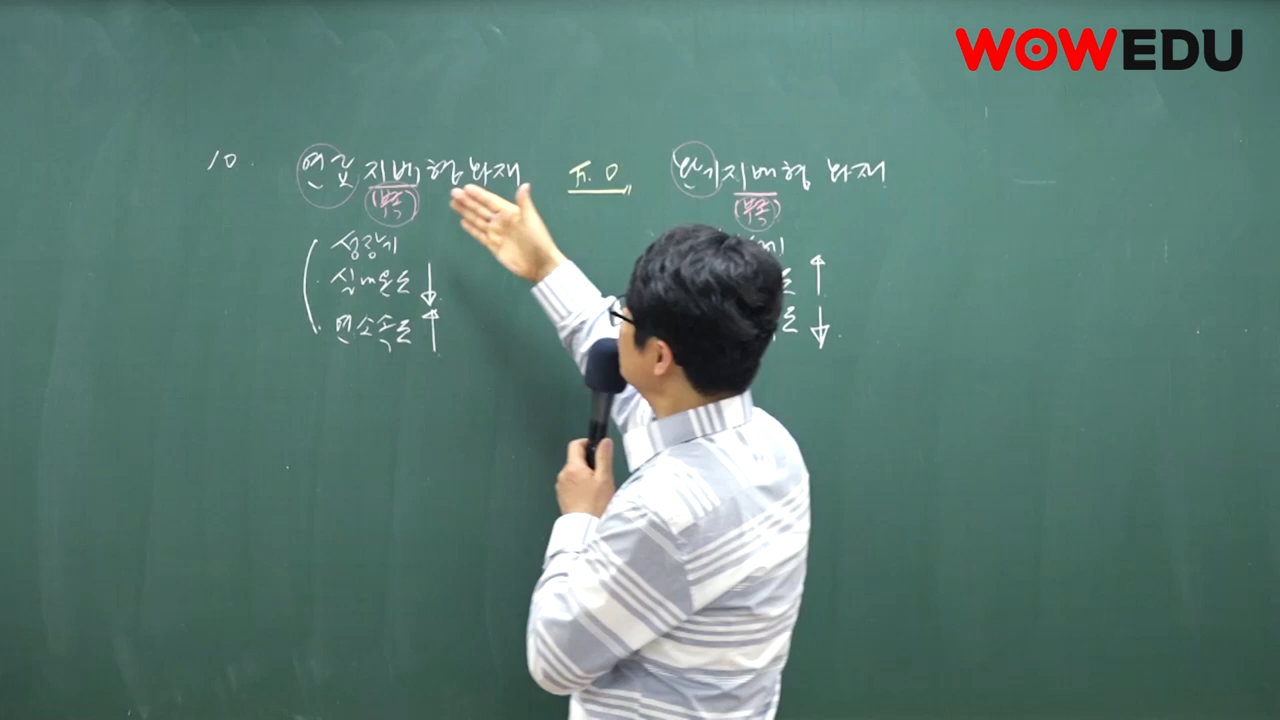 WOWEDU
10. 연료지배형화재 F.O 환기지배형 화재
(부족) (부족)
성장기
실내온도 ↓ ↑
연소속도 ↑ ↓